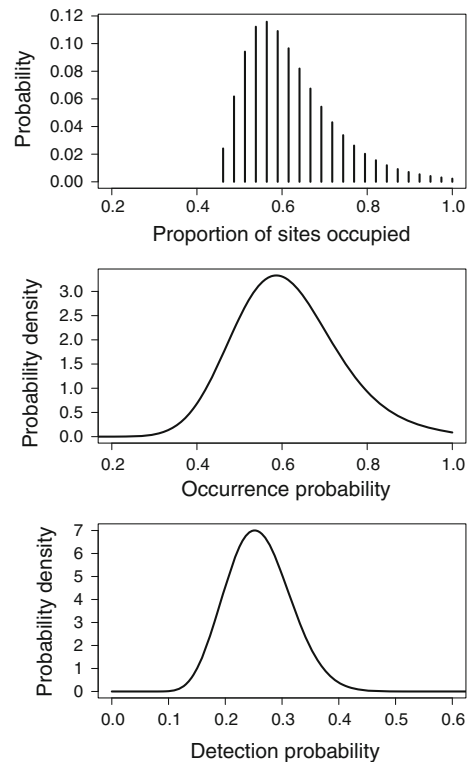 Probability
0.12
0.10
0.08
0.06
0.04
0.02
0.00
0.2 0.4 0.6 0.8 1.0
Proportion of sites occupied
Probability density
3.0
2.5
2.0
1.5
1.0
0.5
0.0
0.2 0.4 0.6 0.8 1.0
Occurrence probability
Probability density
7
6
5
4
3
2
1
0
0.0 0.1 0.2 0.3 0.4 0.5 0.6
Detection probability